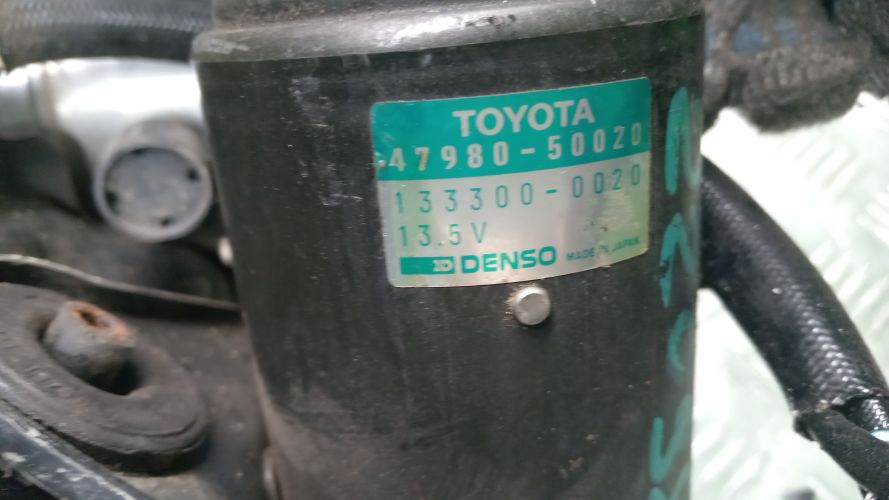 TOYOTA
47980-50020
133300-0020
13.5V
DENSO MADE IN JAPAN